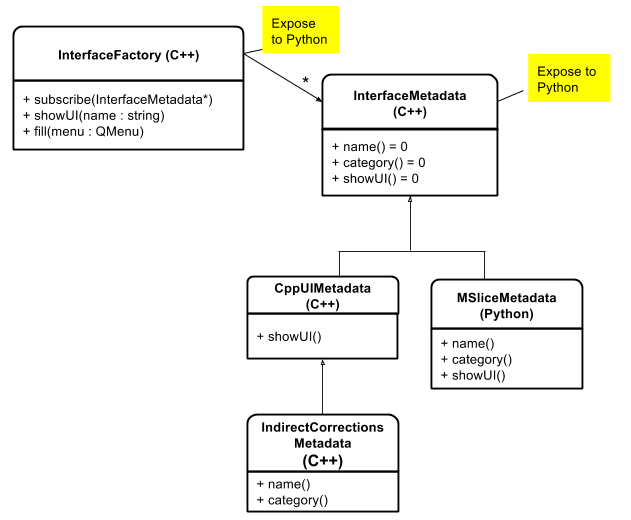 Expose
to Python
InterfaceFactory (C++)
+ subscribe(InterfaceMetadata*)
+ showUI(name : string)
+ fill(menu : QMenu)
*
Expose to
Python
InterfaceMetadata
(C++)
+ name() = 0
+ category() = 0
+ showUI() = 0
CppUIMetadata
(C++)
+ showUI()
MSliceMetadata
(Python)
+ name()
+ category()
+ showUI()
IndirectCorrections
Metadata
(C++)
+ name()
+ category()